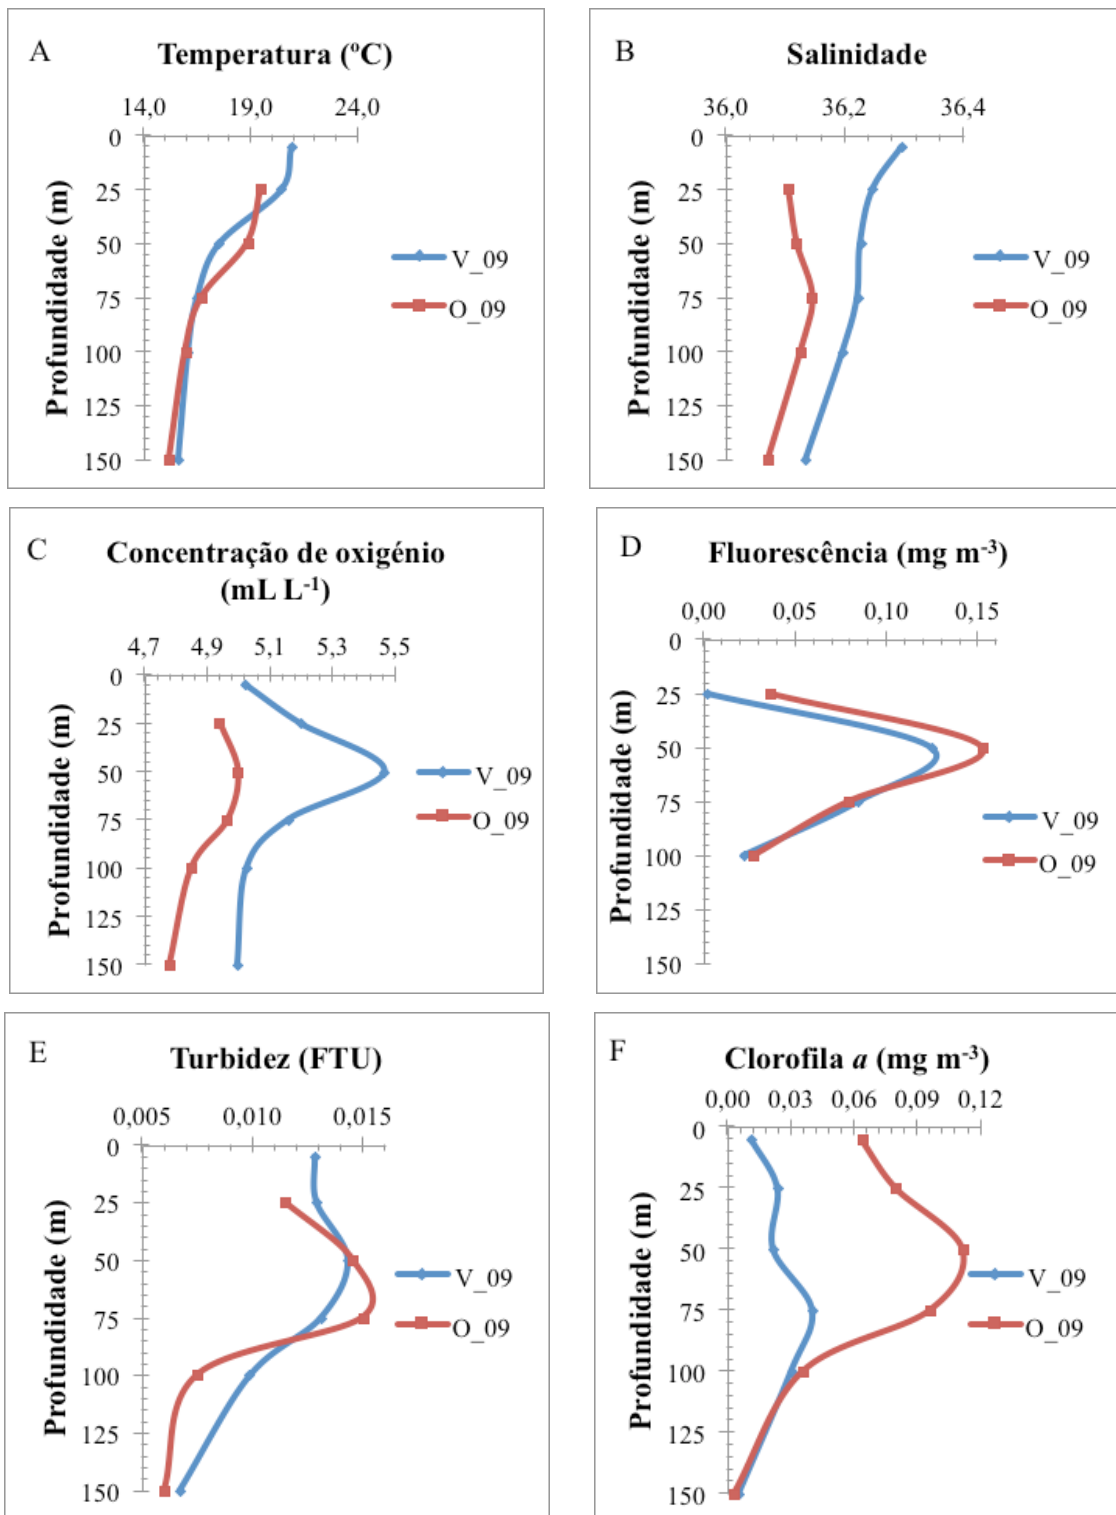 A
Temperatura (ºC)
14,0 19,0 24,0
0
25
50
75
100
125
150
Profundidade (m)
V_09
O_09
B
Salinidade
36,0 36,2 36,4
0
25
50
75
100
125
150
Profundidade (m)
V_09
O_09
C
Concentração de oxigénio
(mL L⁻¹)
4,7 4,9 5,1 5,3 5,5
0
25
50
75
100
125
150
Profundidade (m)
V_09
O_09
D
Fluorescência (mg m⁻³)
0,00 0,05 0,10 0,15
0
25
50
75
100
125
150
Profundidade (m)
V_09
O_09
E
Turbidez (FTU)
0,005 0,010 0,015
0
25
50
75
100
125
150
Profundidade (m)
V_09
O_09
F
Clorofila a (mg m⁻³)
0,00 0,03 0,06 0,09 0,12
0
25
50
75
100
125
150
Profundidade (m)
V_09
O_09